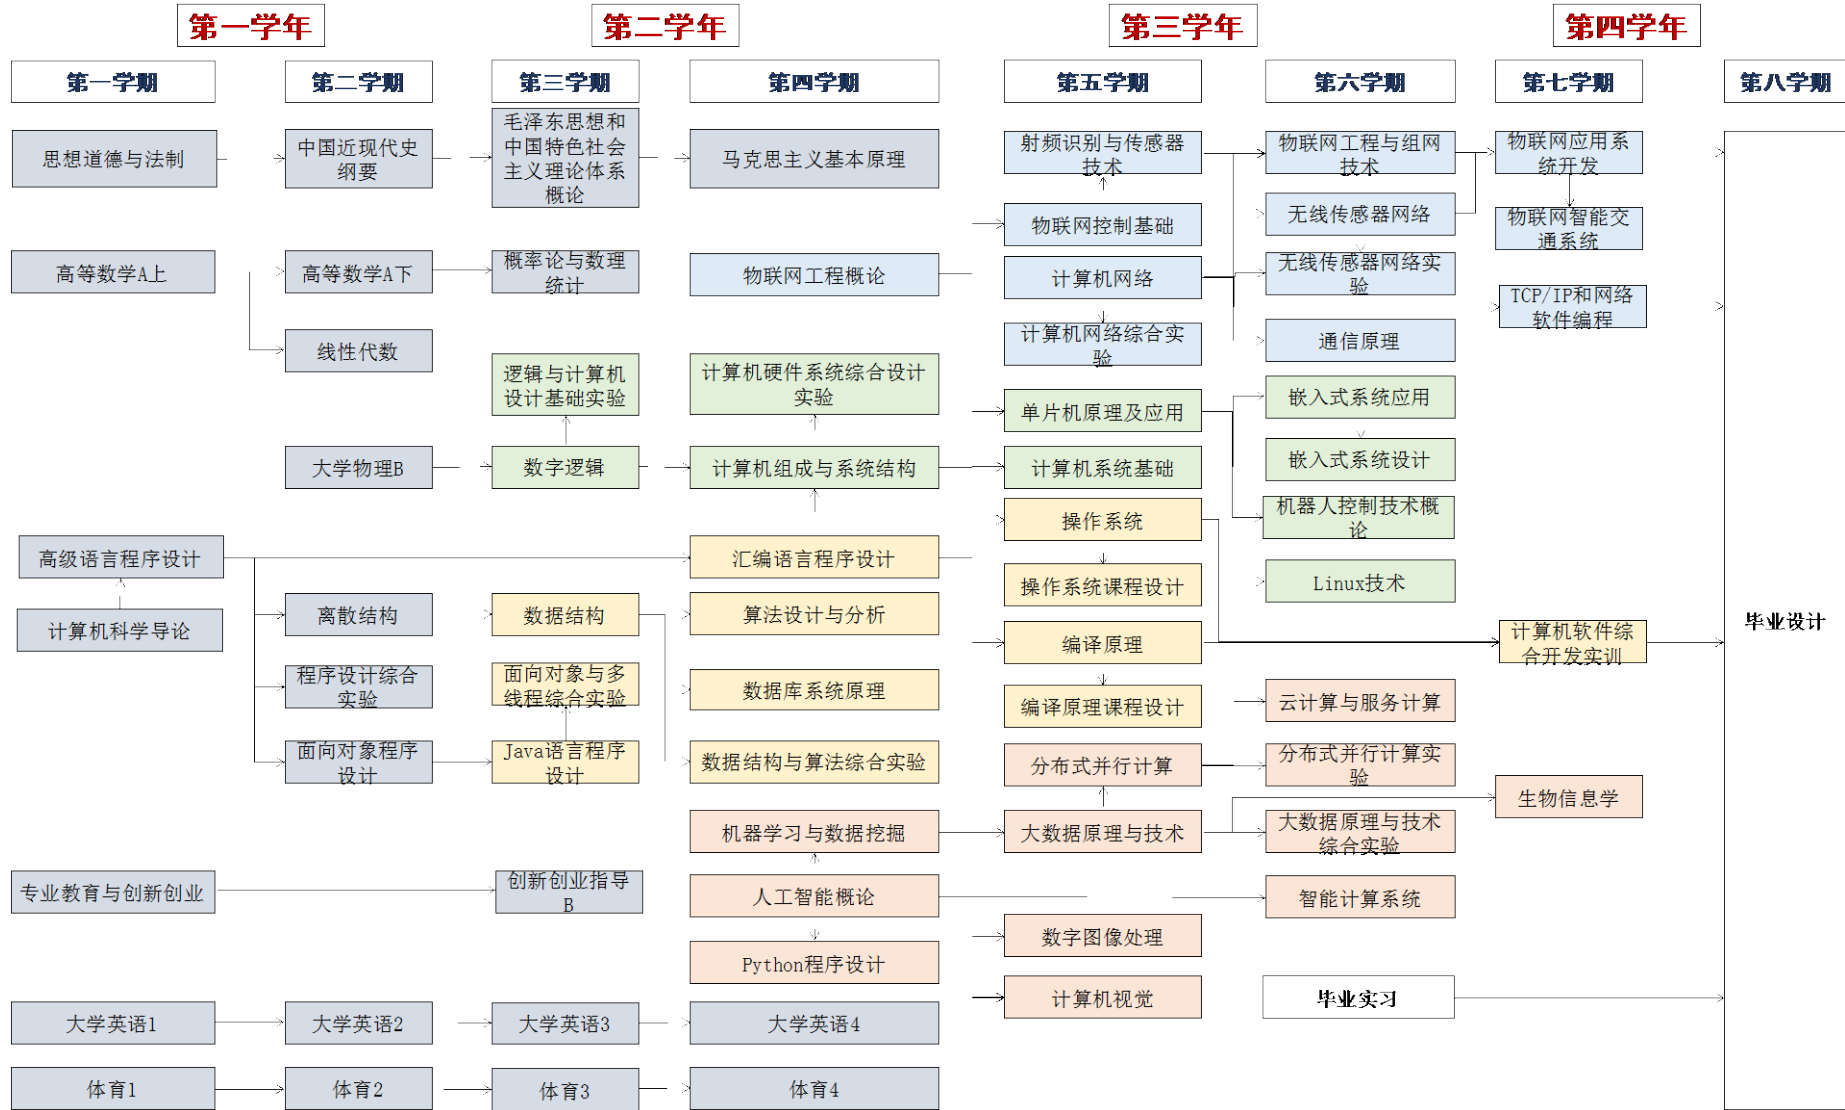 第一学年
第二学年
第三学年
第四学年
第一学期
第二学期
第三学期
第四学期
第五学期
第六学期
第七学期
第八学期
思想道德与法制
高等数学A上
高级语言程序设计
计算机科学导论
专业教育与创新创业
大学英语1
体育1
中国近现代史
纲要
高等数学A下
线性代数
大学物理B
离散结构
程序设计综合
实验
面向对象程序
设计
大学英语2
体育2
毛泽东思想和
中国特色社会
主义理论体系
概论
概率论与数理
统计
逻辑与计算机
设计基础实验
数字逻辑
数据结构
面向对象与多
线程综合实验
Java语言程序
设计
创新创业指导
B
大学英语3
体育3
马克思主义基本原理
物联网工程概论
计算机硬件系统综合设计
实验
计算机组成与系统结构
汇编语言程序设计
算法设计与分析
数据库系统原理
数据结构与算法综合实验
机器学习与数据挖掘
人工智能概论
Python程序设计
大学英语4
体育4
射频识别与传感器
技术
物联网控制基础
计算机网络
计算机网络综合实
验
单片机原理及应用
计算机系统基础
操作系统
操作系统课程设计
编译原理
编译原理课程设计
分布式并行计算
大数据原理与技术
数字图像处理
计算机视觉
物联网工程与组网
技术
无线传感器网络
无线传感器网络实
验
通信原理
嵌入式系统应用
嵌入式系统设计
机器人控制技术概
论
Linux技术
云计算与服务计算
分布式并行计算实
验
大数据原理与技术
综合实验
智能计算系统
毕业实习
物联网应用系
统开发
物联网智能交
通系统
TCP/IP和网络
软件编程
计算机软件综
合开发实训
生物信息学
毕业设计